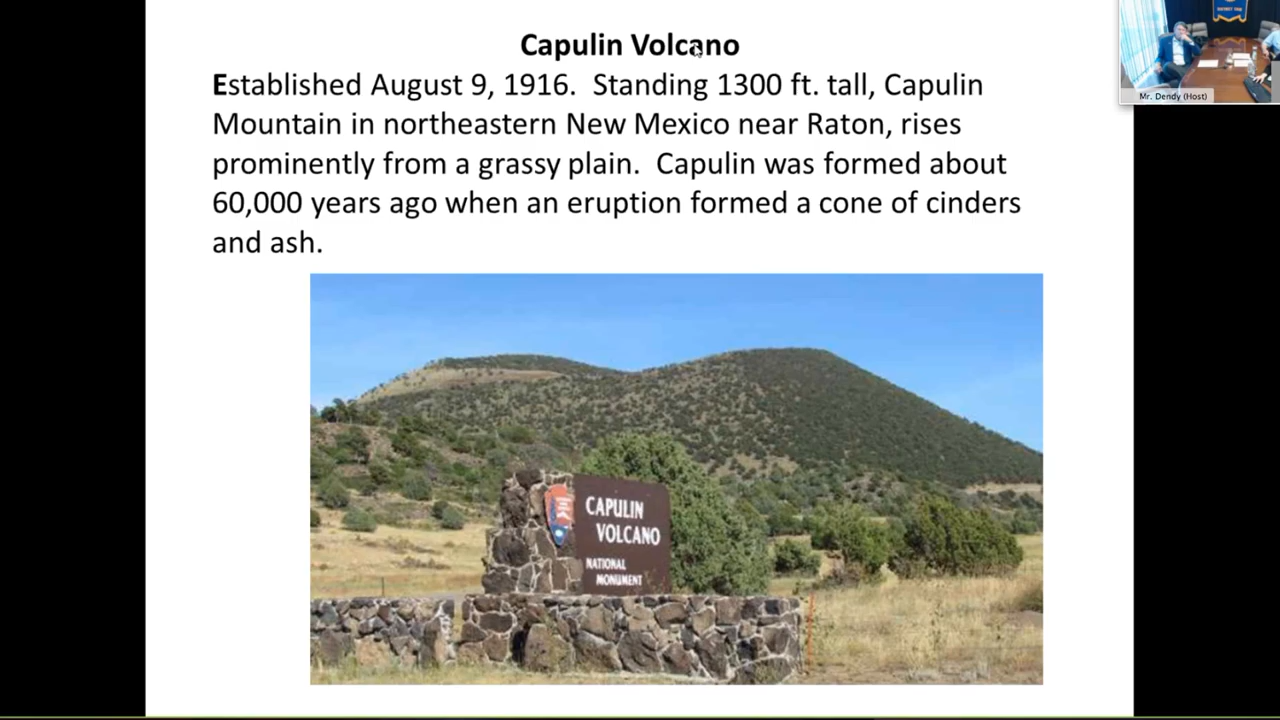 Capulin Volcano
Established August 9, 1916.  Standing 1300 ft. tall, Capulin
Mountain in northeastern New Mexico near Raton, rises
prominently from a grassy plain.  Capulin was formed about
60,000 years ago when an eruption formed a cone of cinders
and ash.
Mr. Dendy (Host)
CAPULIN
VOLCANO
NATIONAL
MONUMENT